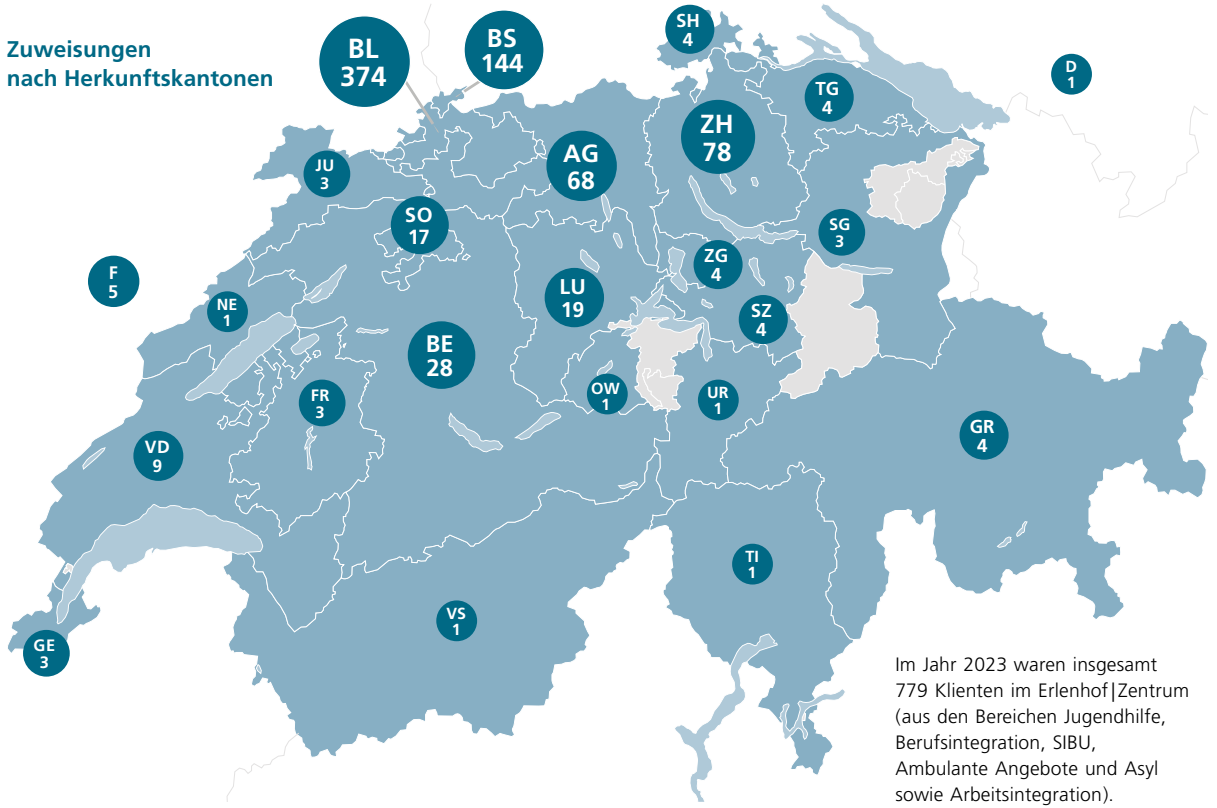 Zuweisungen
nach Herkunftskantonen
BL
374
BS
144
SH
4
D
1
TG
4
ZH
78
AG
68
JU
3
SO
17
SG
3
ZG
4
F
5
NE
1
LU
19
SZ
4
BE
28
FR
3
OW
1
UR
1
GR
4
VD
9
TI
1
VS
1
GE
3
Im Jahr 2023 waren insgesamt
779 Klienten im Erlenhof|Zentrum
(aus den Bereichen Jugendhilfe,
Berufsintegration, SIBU,
Ambulante Angebote und Asyl
sowie Arbeitsintegration).